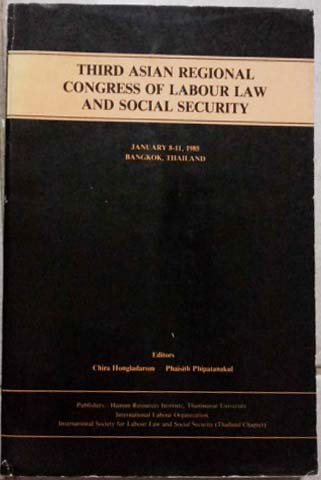 THIRD ASIAN REGIONAL
CONGRESS OF LABOUR LAW
AND SOCIAL SECURITY
JANUARY 8-11, 1985
BANGKOK, THAILAND
Editors
Chira Hongladarom Phaisith Phipatanakul
Publishers: Human Resources Institute, Thammasat University
International Labour Organization
International Society for Labour Law and Social Security (Thailand Chapter)